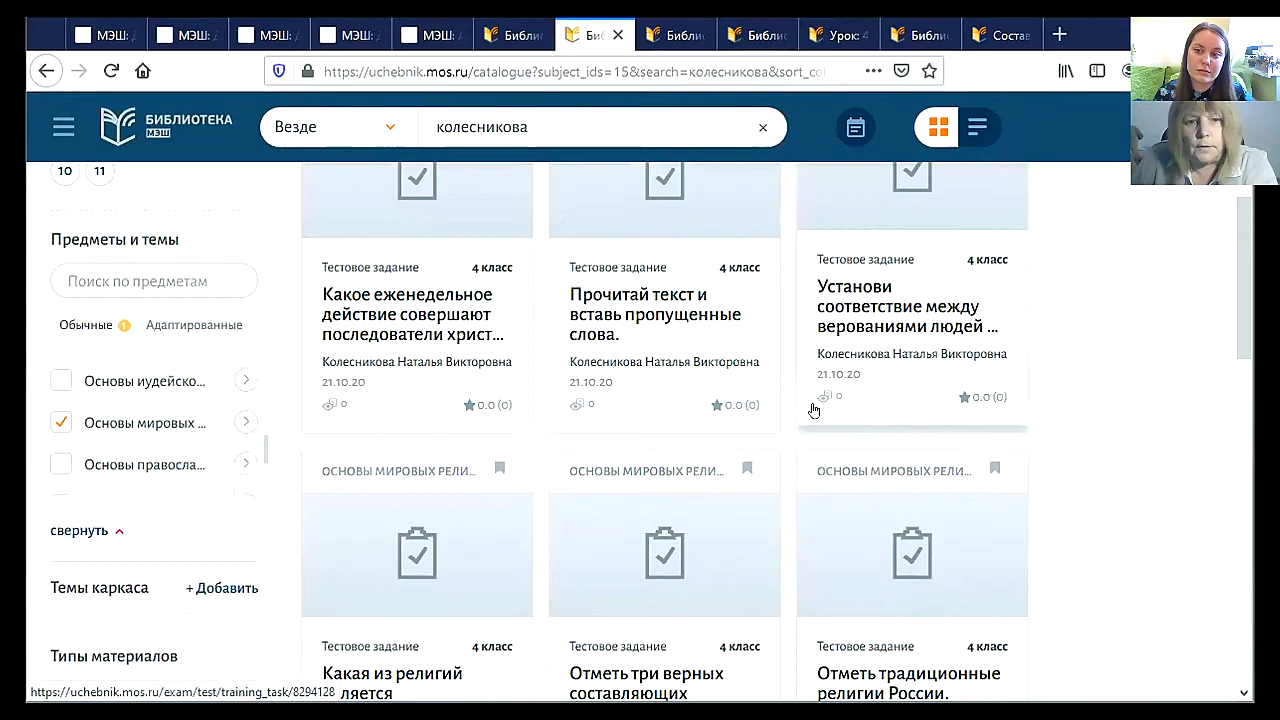 МЭШ:
МЭШ:
МЭШ:
МЭШ:
МЭШ:
Библи
Библи
Библи
Урок: 4
Библи
Состав
https://uchebnik.mos.ru/catalogue?subject_ids=15&search=колесникова&sort_co
БИБЛИОТЕКА
МЭШ
Везде
колесникова
10 11
Предметы и темы
Поиск по предметам
Обычные 1 Адаптированные
Основы иудейско...
Основы мировых ...
Основы правосла...
свернуть
Темы каркаса + Добавить
Типы материалов
Тестовое задание 4 класс
Какое еженедельное
действие совершают
последователи христ...
Колесникова Наталья Викторовна
21.10.20
0 0.0 (0)
Тестовое задание 4 класс
Прочитай текст и
вставь пропущенные
слова.
Колесникова Наталья Викторовна
21.10.20
0 0.0 (0)
Тестовое задание 4 класс
Установи
соответствие между
верованиями людей ...
Колесникова Наталья Викторовна
21.10.20
0 0.0 (0)
ОСНОВЫ МИРОВЫХ РЕЛИ...
Тестовое задание 4 класс
Какая из религий
ляется
ОСНОВЫ МИРОВЫХ РЕЛИ...
Тестовое задание 4 класс
Отметь три верных
составляющих
ОСНОВЫ МИРОВЫХ РЕЛИ...
Тестовое задание 4 класс
Отметь традиционные
религии России.
https://uchebnik.mos.ru/exam/test/training_task/8294128